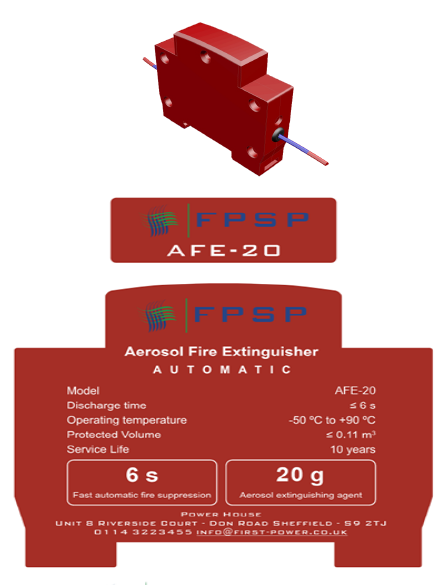 FPSP
AFE-20
FPSP
Aerosol Fire Extinguisher
AUTOMATIC
Model AFE-20
Discharge time ≤ 6 s
Operating temperature -50 ºC to +90 ºC
Protected Volume ≤ 0.11 m³
Service Life 10 years
6 s 20 g
Fast automatic fire suppression Aerosol extinguishing agent
Power House
Unit 8 Riverside Court - Don Road Sheffield - S9 2TJ
0114 3223455 info@first-power.co.uk